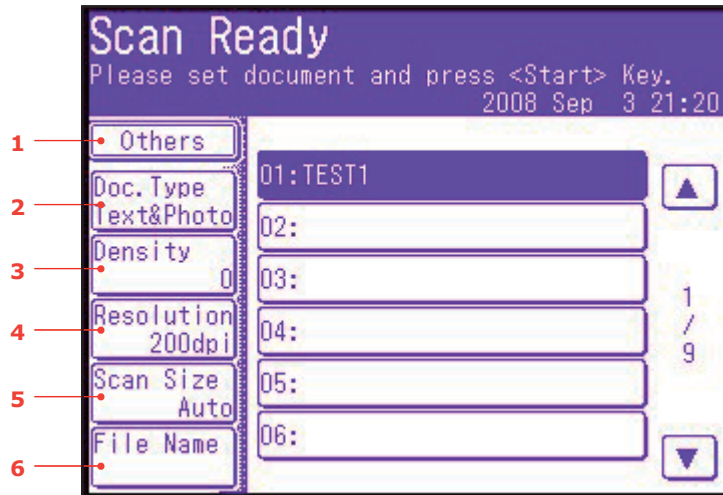 Scan Ready
Please set document and press <Start> Key.
2008 Sep 3 21:20
1
Others
2
Doc.Type
Text&Photo
3
Density
0
4
Resolution
200dpi
5
Scan Size
Auto
6
File Name
01:TEST1
02:
03:
04:
05:
06:
1
/
9